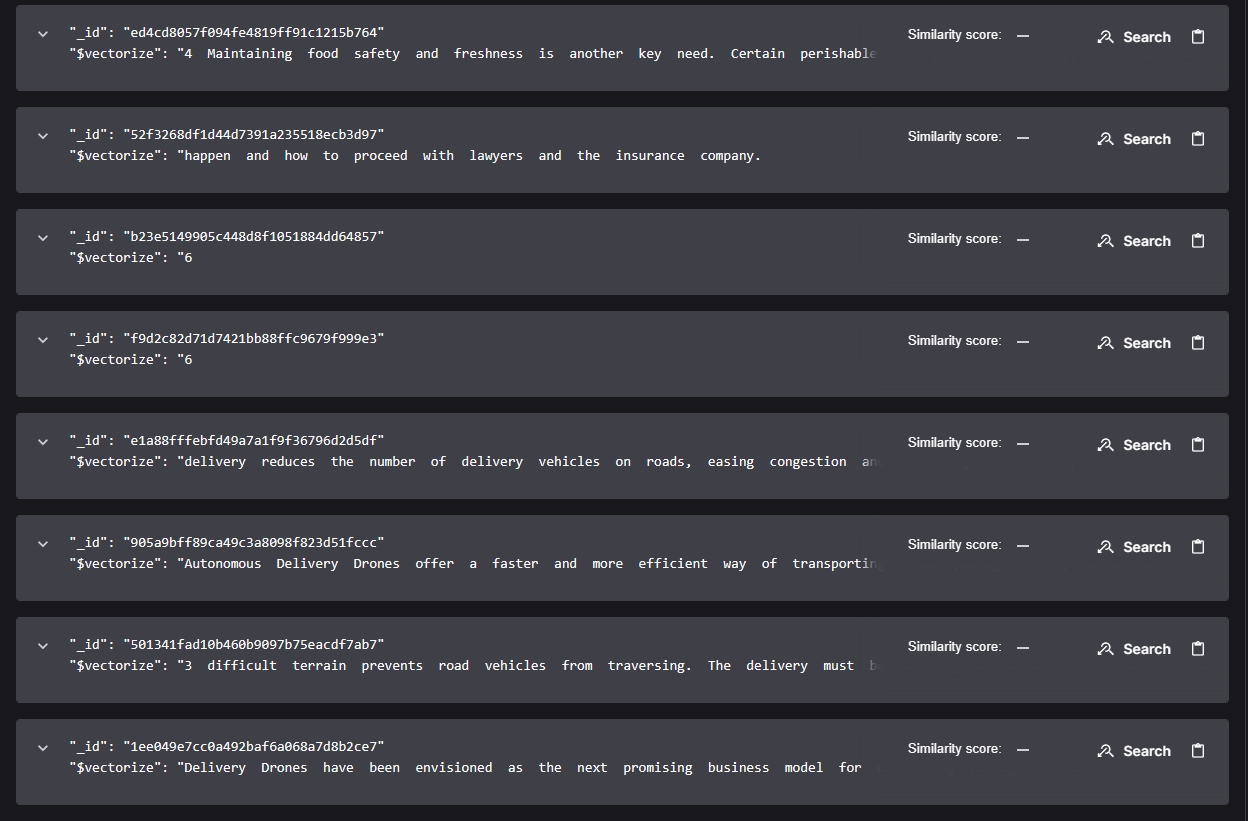 "_id": "ed4cd8057f094fe4819ff91c1215b764"
Similarity score: —
Search
"$vectorize": "4 Maintaining food safety and freshness is another key need. Certain perishable
"_id": "52f3268df1d44d7391a235518ecb3d97"
Similarity score: —
Search
"$vectorize": "happen and how to proceed with lawyers and the insurance company.
"_id": "b23e5149905c448d8f1051884dd64857"
Similarity score: —
Search
"$vectorize": "6
"_id": "f9d2c82d71d7421bb88ffc9679f999e3"
Similarity score: —
Search
"$vectorize": "6
"_id": "e1a88fffebfd49a7a1f9f36796d2d5df"
Similarity score: —
Search
"$vectorize": "delivery reduces the number of delivery vehicles on roads, easing congestion an
"_id": "905a9bff89ca49c3a8098f823d51fccc"
Similarity score: —
Search
"$vectorize": "Autonomous Delivery Drones offer a faster and more efficient way of transporting
"_id": "501341fad10b460b9097b75eacdf7ab7"
Similarity score: —
Search
"$vectorize": "3 difficult terrain prevents road vehicles from traversing. The delivery must b
"_id": "1ee049e7cc0a492baf6a068a7d8b2ce7"
Similarity score: —
Search
"$vectorize": "Delivery Drones have been envisioned as the next promising business model for